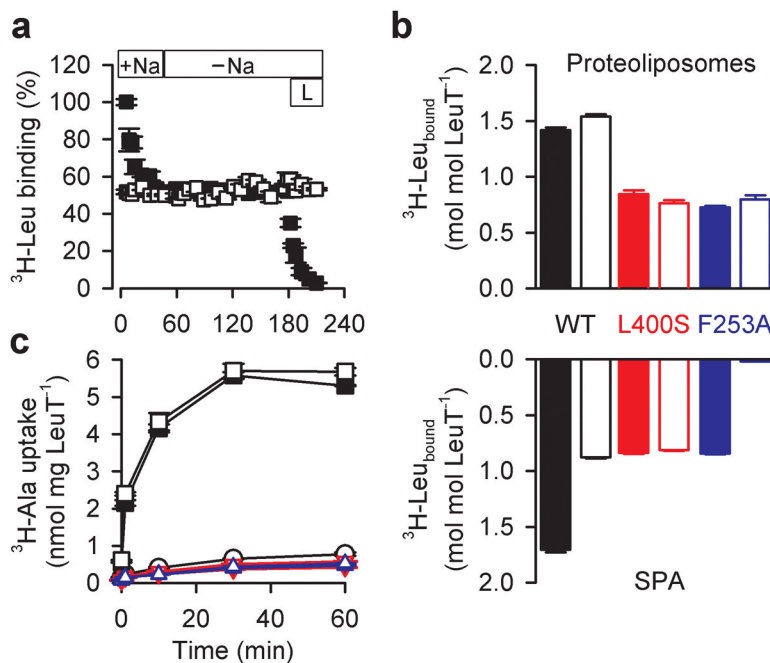 a
+Na
−Na
L
³H-Leu binding (%)
120
100
80
60
40
20
0
0 60 120 180 240
b
Proteoliposomes
³H-Leu_bound
(mol mol LeuT⁻¹)
2.0
1.5
1.0
0.5
0.0
WT L400S F253A
0.0
0.5
1.0
1.5
2.0
³H-Leu_bound
(mol mol LeuT⁻¹)
SPA
c
³H-Ala uptake
(nmol mg LeuT⁻¹)
6
5
4
3
2
1
0
0 20 40 60
Time (min)